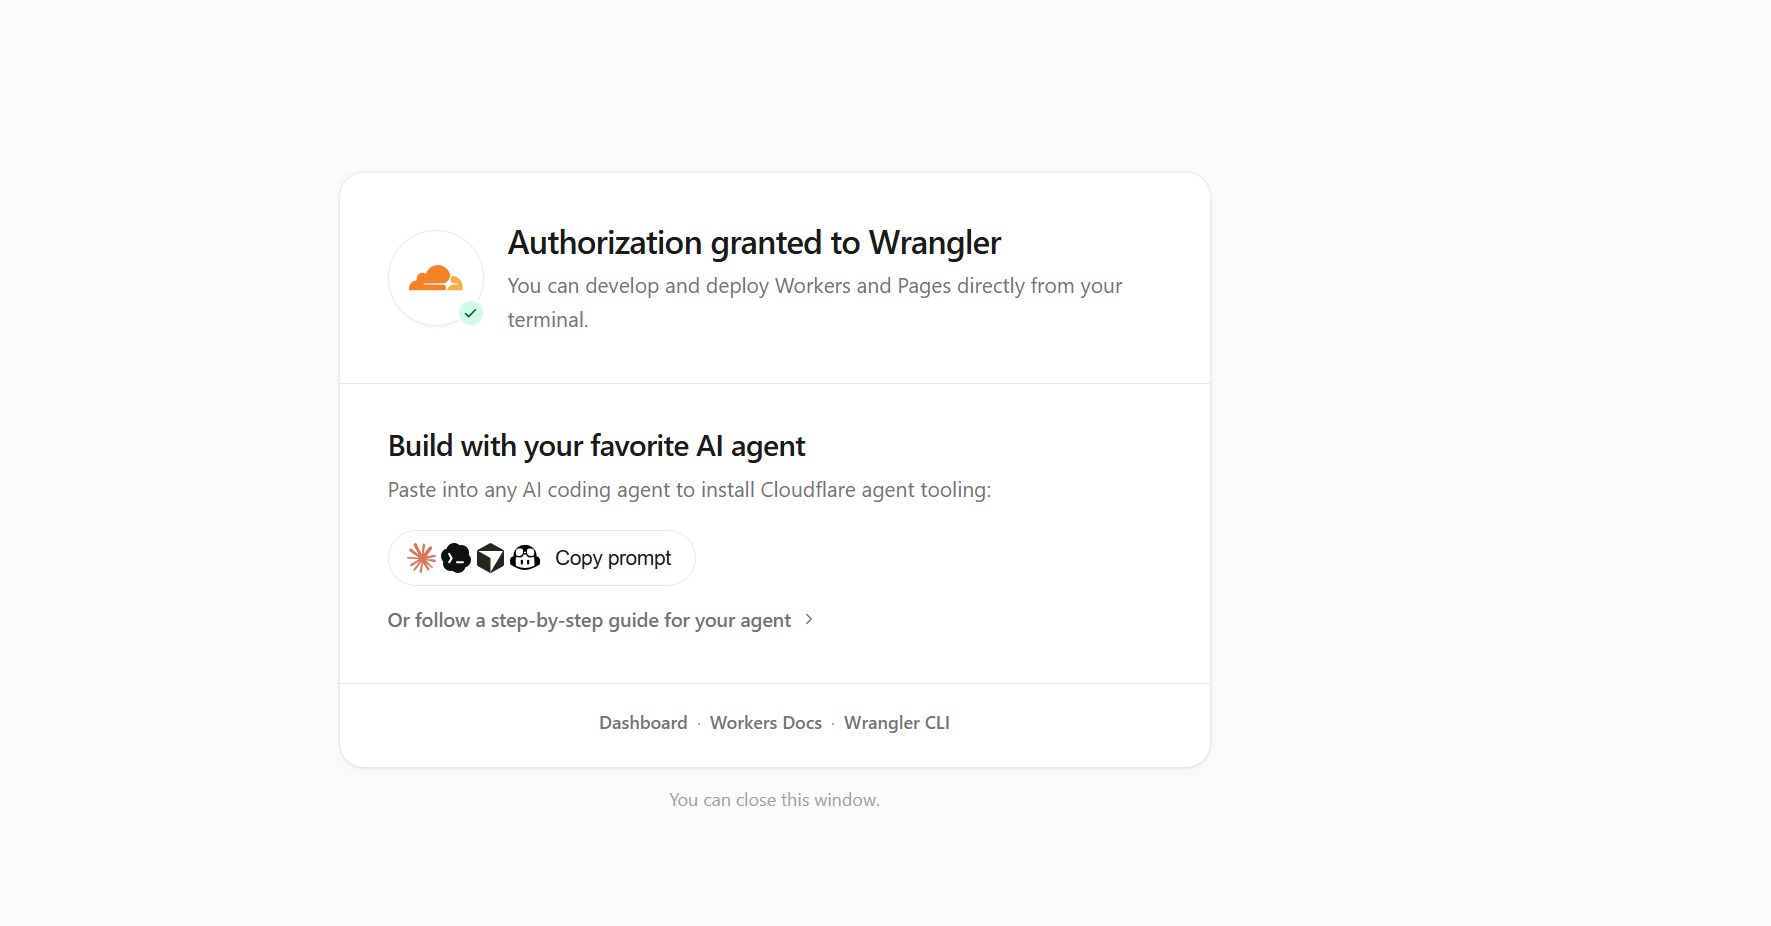 Authorization granted to Wrangler
You can develop and deploy Workers and Pages directly from your
terminal.
Build with your favorite AI agent
Paste into any AI coding agent to install Cloudflare agent tooling:
Copy prompt
Or follow a step-by-step guide for your agent
Dashboard · Workers Docs · Wrangler CLI
You can close this window.